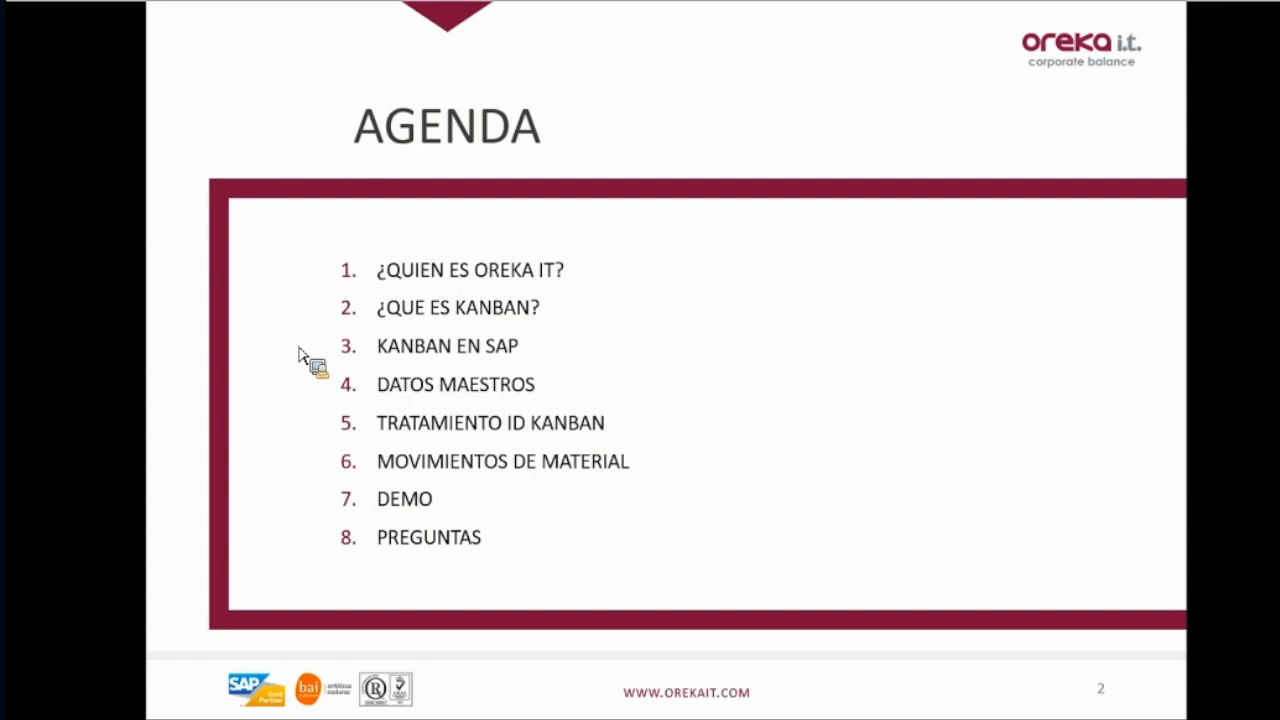 oreka i.t.
corporate balance
AGENDA
1. ¿QUIEN ES OREKA IT?
2. ¿QUE ES KANBAN?
3. KANBAN EN SAP
4. DATOS MAESTROS
5. TRATAMIENTO ID KANBAN
6. MOVIMIENTOS DE MATERIAL
7. DEMO
8. PREGUNTAS
SAP
Gold
Partner
bai
WWW.OREKAIT.COM
2